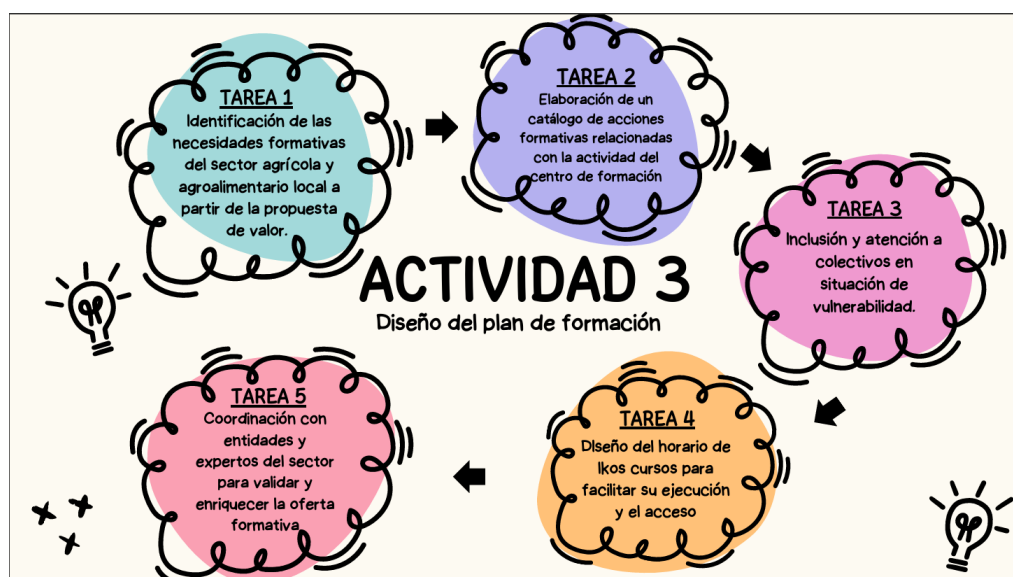 TAREA 1
Identificación de las
necesidades formativas
del sector agrícola y
agroalimentario local a
partir de la propuesta
de valor.
TAREA 2
Elaboración de un
catálogo de acciones
formativas relacionadas
con la actividad del
centro de formación
TAREA 3
Inclusión y atención a
colectivos en
situación de
vulnerabilidad.
ACTIVIDAD 3
Diseño del plan de formación
TAREA 4
DIseño del horario de
lkos cursos para
facilitar su ejecución
y el acceso
TAREA 5
Coordinación con
entidades y
expertos del sector
para validar y
enriquecer la oferta
formativa